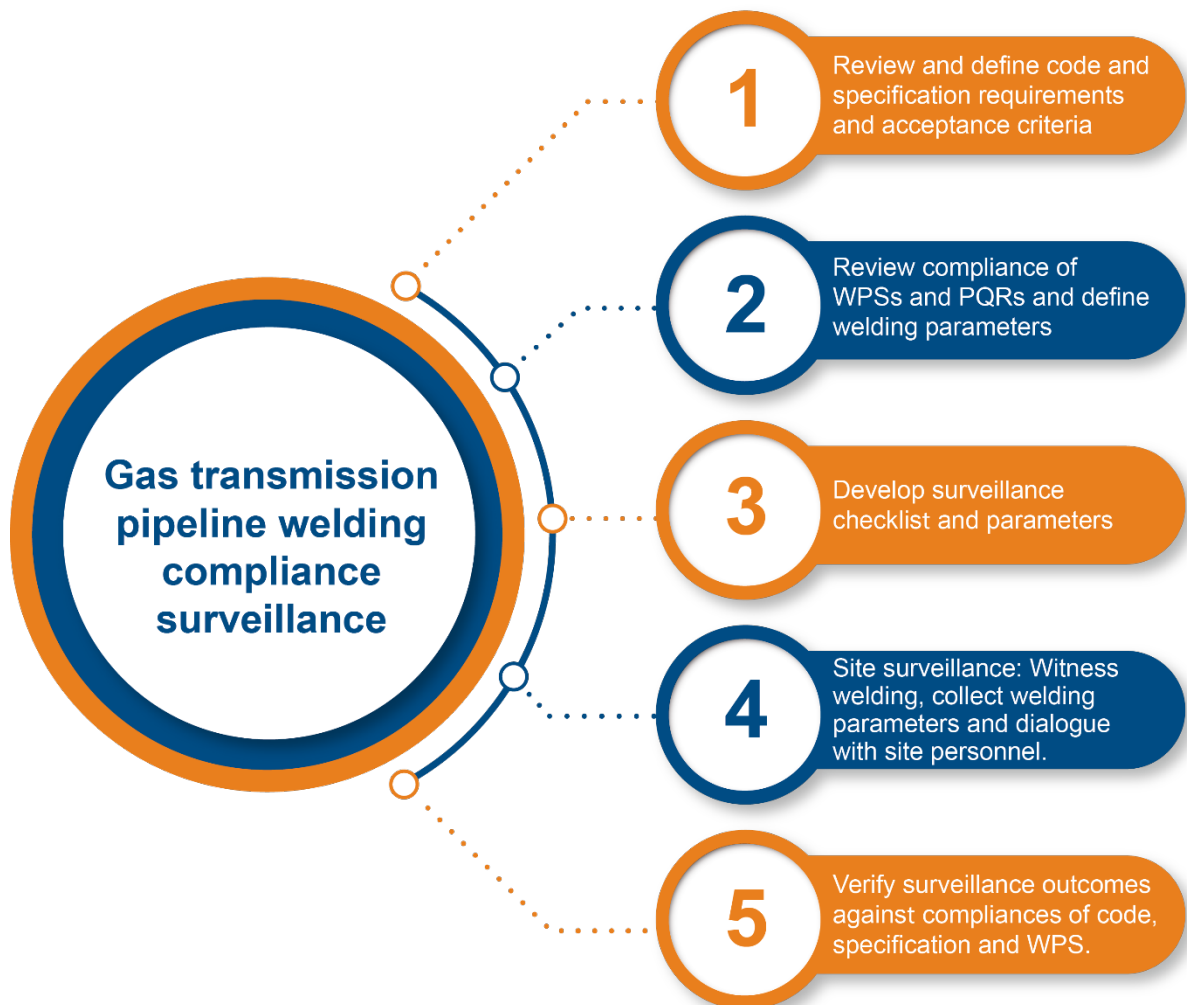 Gas transmission
pipeline welding
compliance
surveillance
1
Review and define code and
specification requirements
and acceptance criteria
2
Review compliance of
WPSs and PQRs and define
welding parameters
3
Develop surveillance
checklist and parameters
4
Site surveillance: Witness
welding, collect welding
parameters and dialogue
with site personnel.
5
Verify surveillance outcomes
against compliances of code,
specification and WPS.